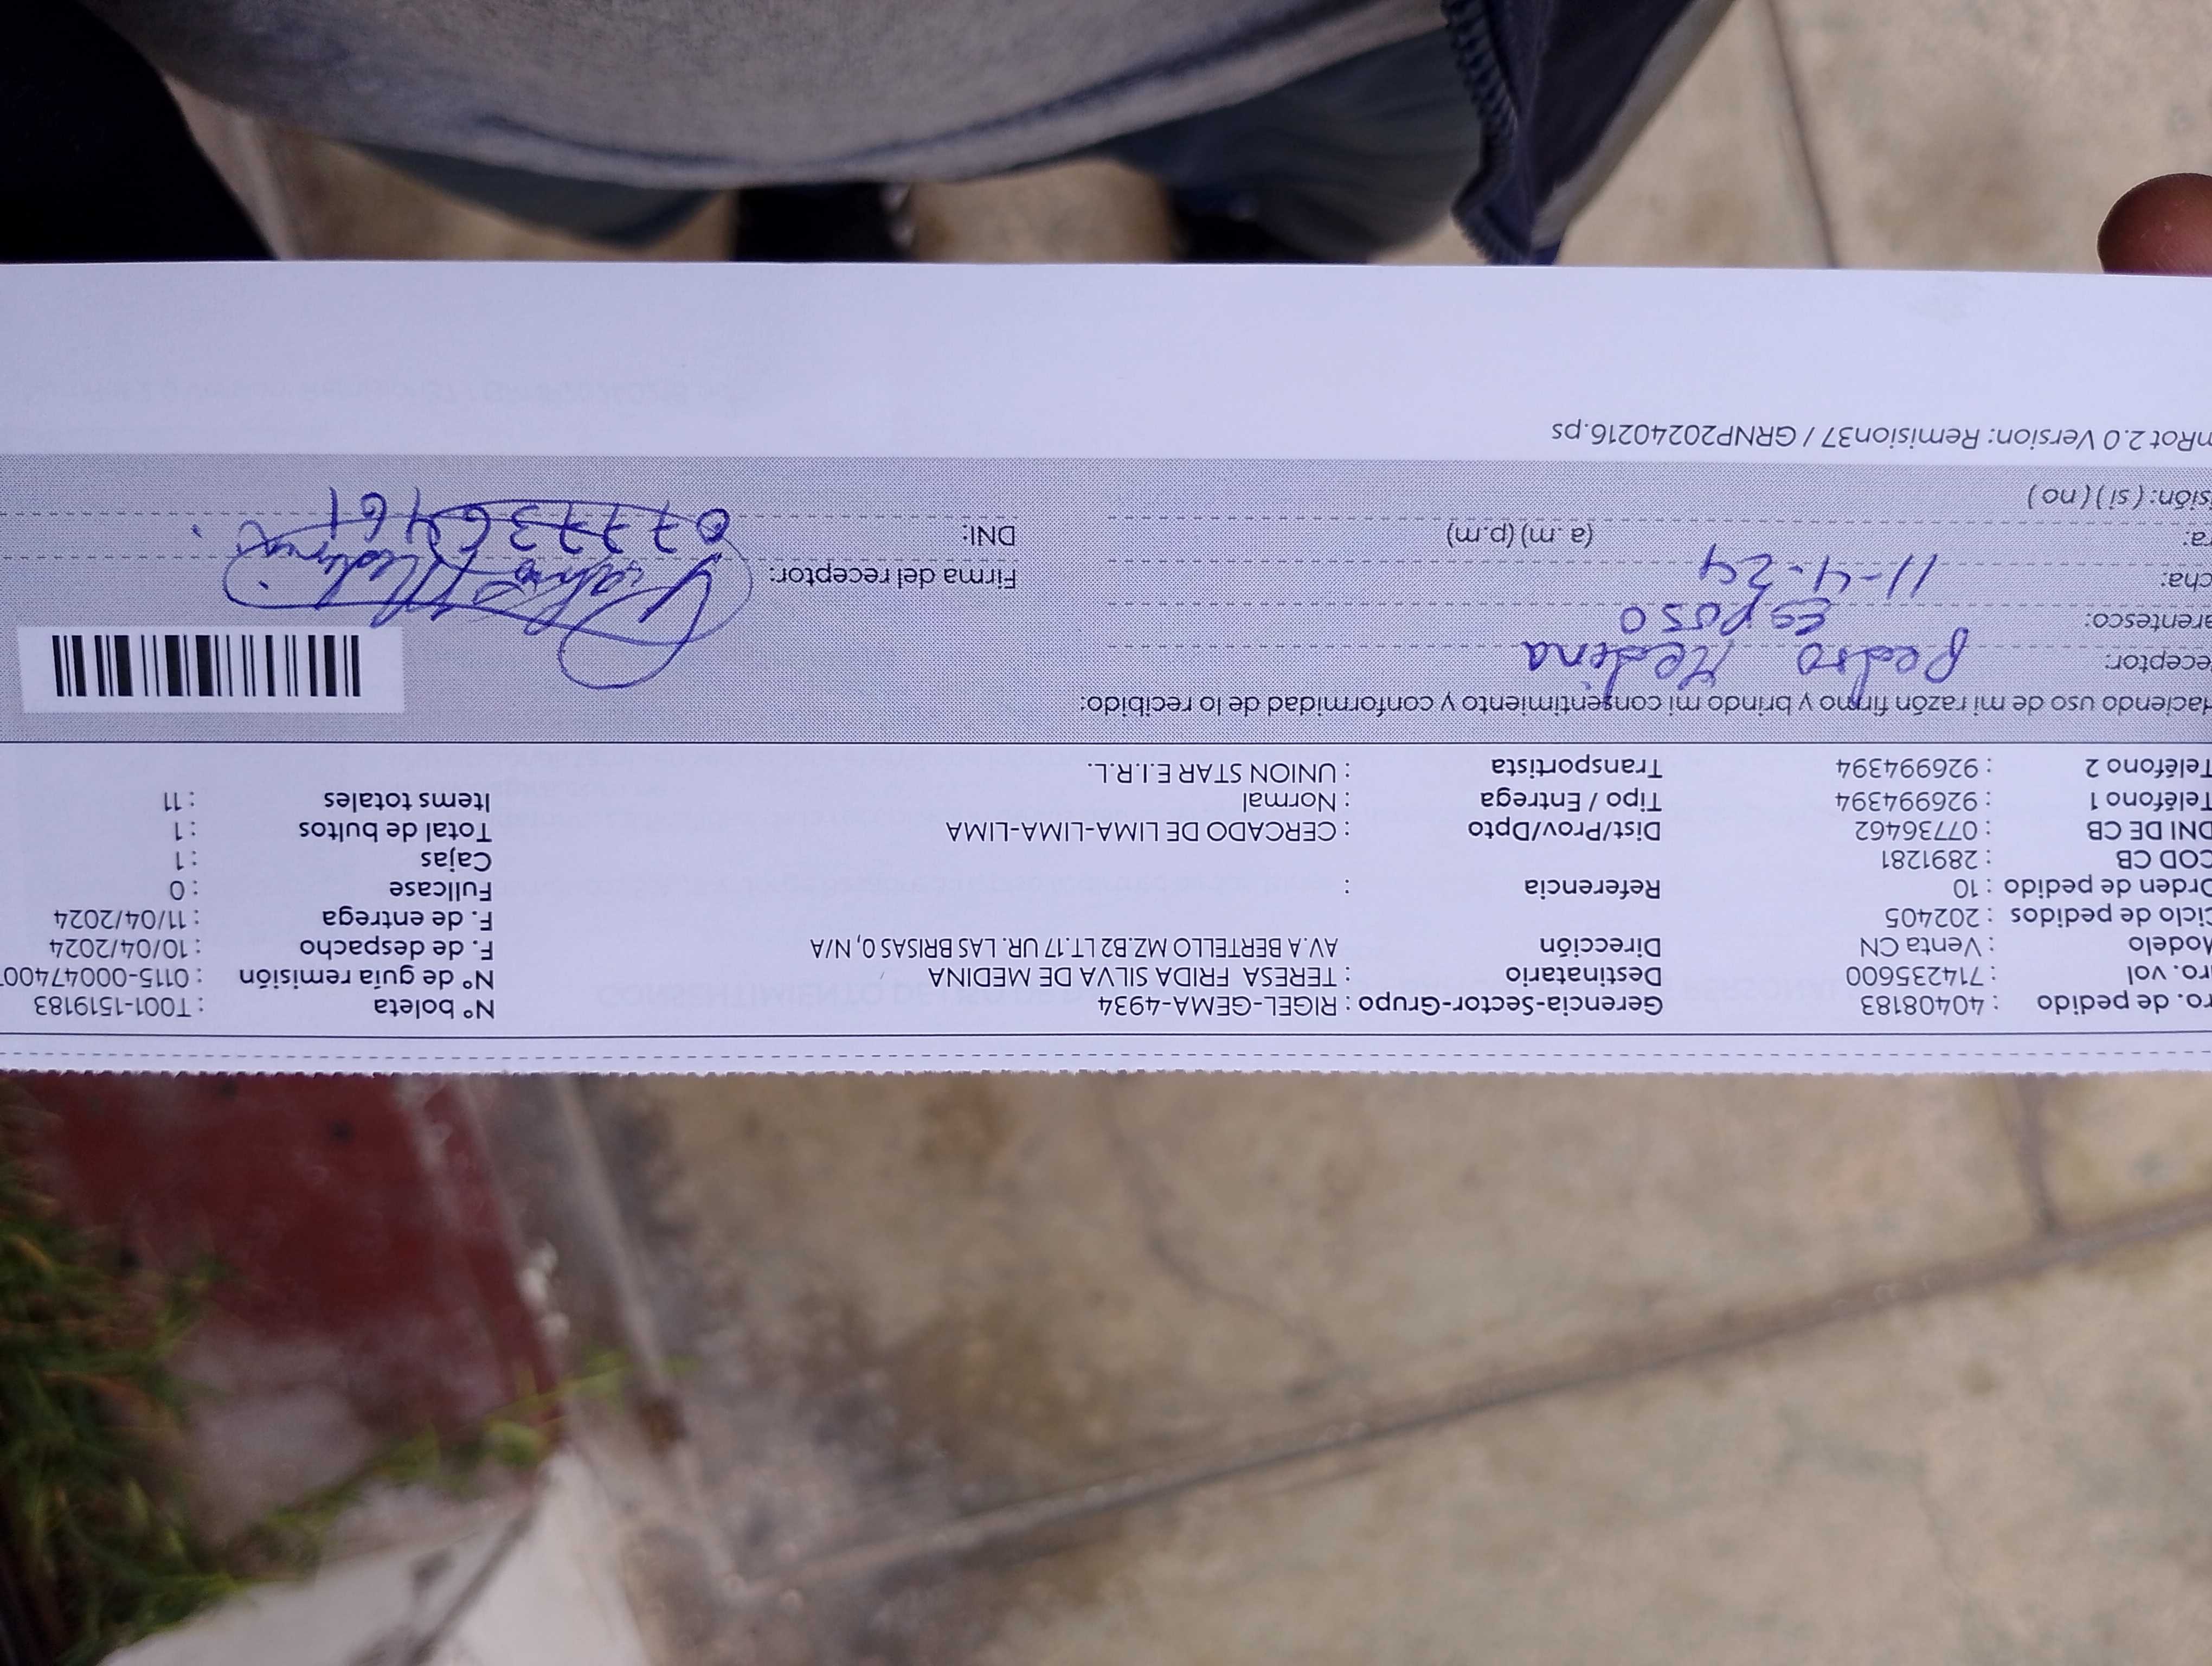 ro. de pedido : 40408183 Gerencia-Sector-Grupo : RIGEL-GEMA-4934 Nº boleta : T001-1519183
ro. vol : 714235600 Destinatario : TERESA FRIDA SILVA DE MEDINA Nº de guía remisión : 0115-00047400
Modelo : Venta CN Dirección AV.A BERTELLO MZ.B2 LT.17 UR. LAS BRISAS 0, N/A F. de despacho : 10/04/2024
Ciclo de pedidos : 202405 F. de entrega : 11/04/2024
Orden de pedido : 10 Referencia : Fullcase : 0
COD CB : 2891281 Cajas : 1
DNI DE CB : 07736462 Dist/Prov/Dpto : CERCADO DE LIMA-LIMA-LIMA Total de bultos : 1
Teléfono 1 : 926994394 Tipo / Entrega : Normal Items totales : 11
Teléfono 2 : 926994394 Transportista : UNION STAR E.I.R.L.
Haciendo uso de mi razón firmo y brindo mi consentimiento y conformidad de lo recibido:
eceptor: Pedro Medina
arentesco: Esposo
cha: 11-4-24 Firma del receptor: Pedro Medina
ra: (a.m) (p.m) DNI: 07736461
isión: ( si ) ( no )
mRot 2.0 Version: Remision37 / GRNP20240216.ps